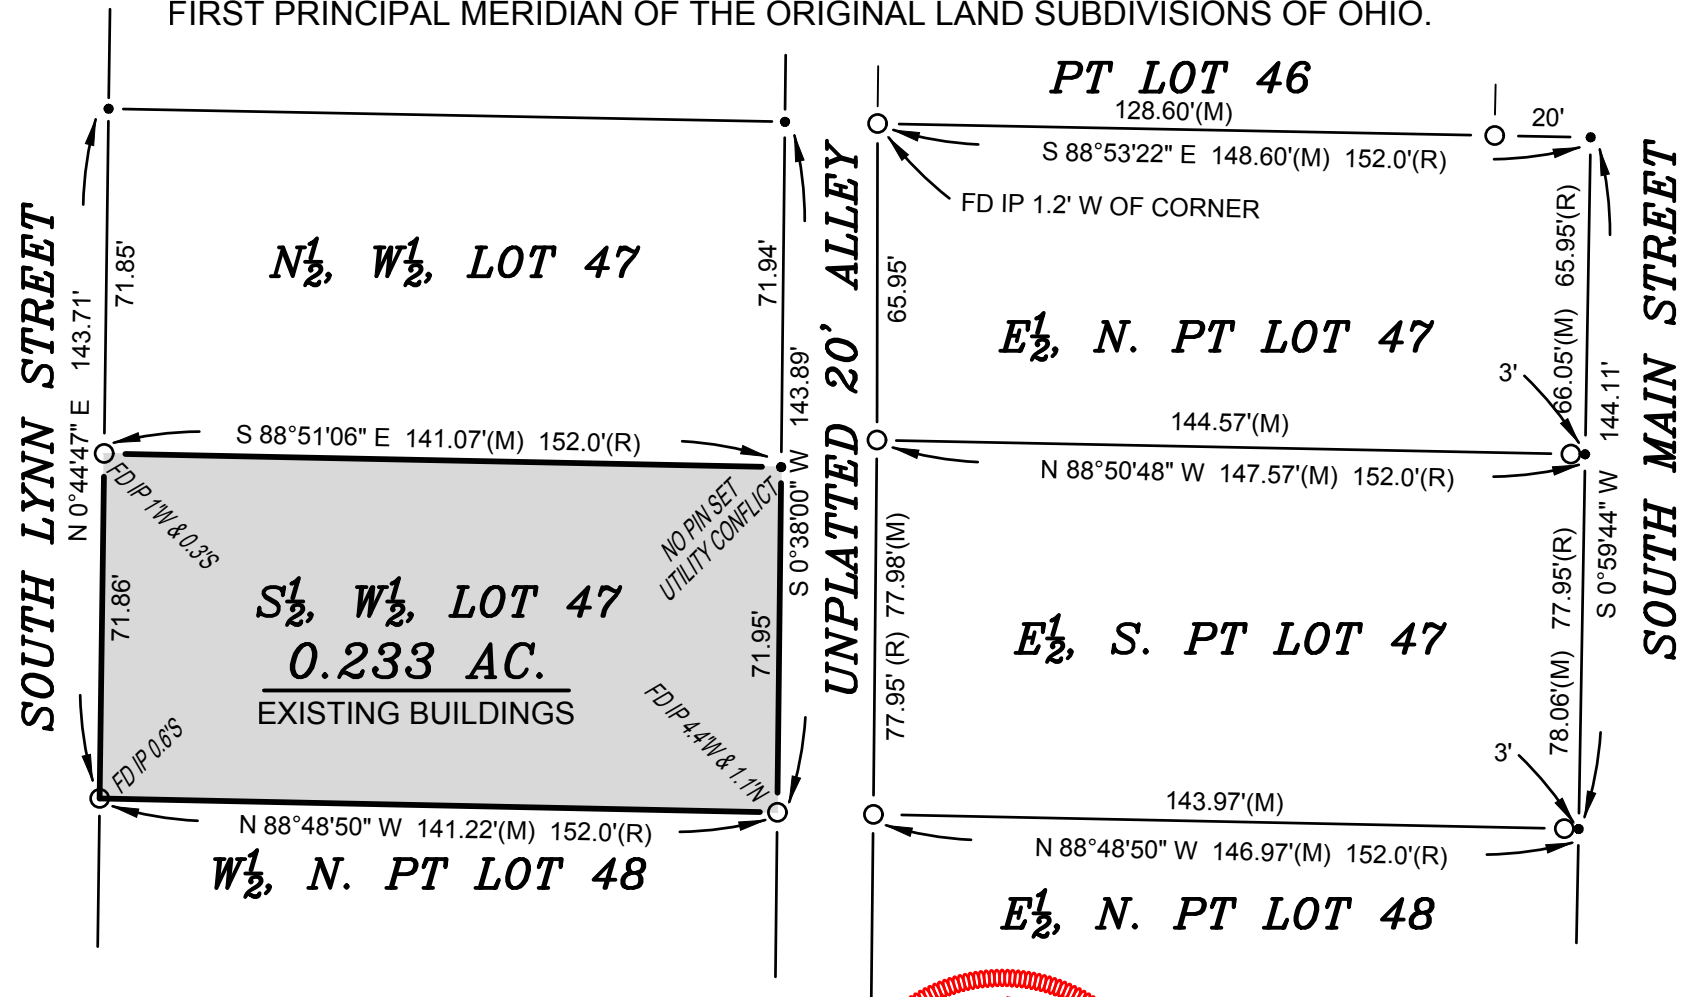 FIRST PRINCIPAL MERIDIAN OF THE ORIGINAL LAND SUBDIVISIONS OF OHIO.
PT LOT 46
128.60'(M)
20'
S 88°53'22" E 148.60'(M) 152.0'(R)
FD IP 1.2' W OF CORNER
SOUTH LYNN STREET
N 0°44'47" E 143.71'
71.85'
N½, W½, LOT 47
71.94'
S 0°38'00" W 143.89'
UNPLATTED 20' ALLEY
65.95'
E½, N. PT LOT 47
66.05'(M) 65.95'(R)
3'
S 0°59'44" W 144.11'
SOUTH MAIN STREET
S 88°51'06" E 141.07'(M) 152.0'(R)
144.57'(M)
N 88°50'48" W 147.57'(M) 152.0'(R)
FD IP 1'W & 0.3'S
NO PIN SET
UTILITY CONFLICT
71.86'
S½, W½, LOT 47
0.233 AC.
EXISTING BUILDINGS
71.95'
FD IP 0.6'S
FD IP 4.4'W & 1.1'N
77.95' (R) 77.98'(M)
E½, S. PT LOT 47
78.06'(M) 77.95'(R)
3'
143.97'(M)
N 88°48'50" W 146.97'(M) 152.0'(R)
N 88°48'50" W 141.22'(M) 152.0'(R)
W½, N. PT LOT 48
E½, N. PT LOT 48